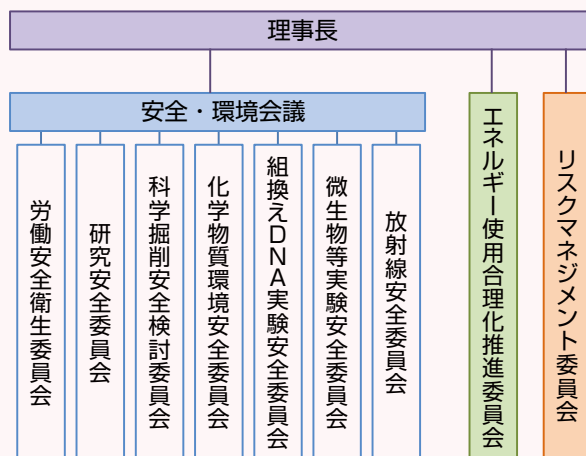 理事長
安全・環境会議
労働安全衛生委員会
研究安全委員会
科学掘削安全検討委員会
化学物質環境安全委員会
組換えDNA実験安全委員会
微生物等実験安全委員会
放射線安全委員会
エネルギー使用合理化推進委員会
リスクマネジメント委員会